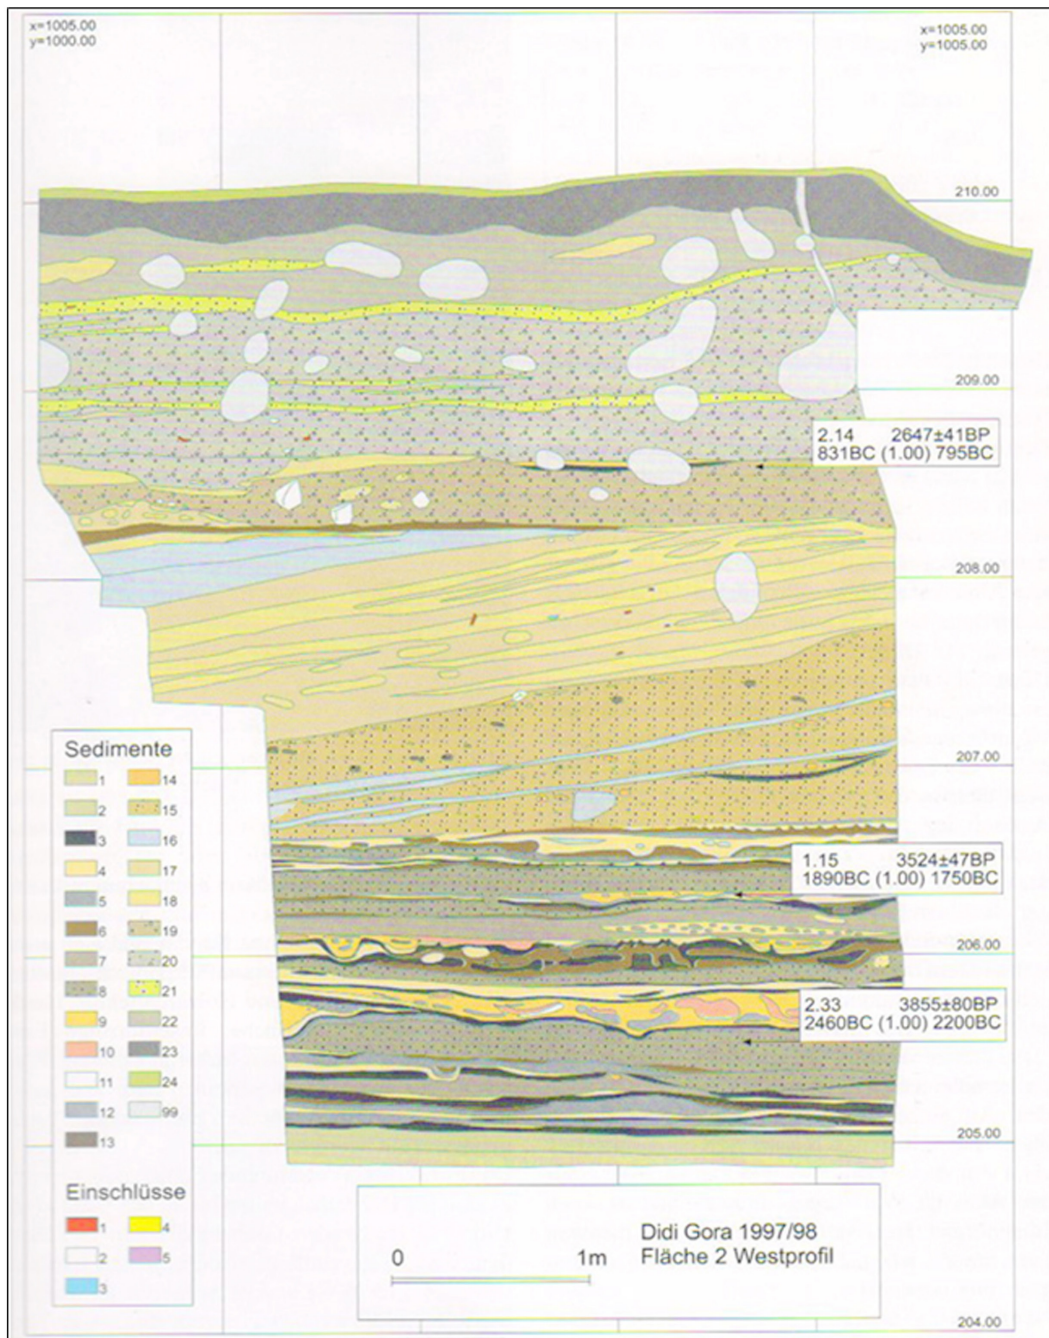 x=1005.00
y=1000.00
x=1005.00
y=1005.00
210.00
209.00
2.14 2647±41BP
831BC (1.00) 795BC
208.00
207.00
1.15 3524±47BP
1890BC (1.00) 1750BC
206.00
2.33 3855±80BP
2460BC (1.00) 2200BC
205.00
204.00
Sedimente
1 14
2 15
3 16
4 17
5 18
6 19
7 20
8 21
9 22
10 23
11 24
12 99
13
Einschlüsse
1 4
2 5
3
0 1m
Didi Gora 1997/98
Fläche 2 Westprofil